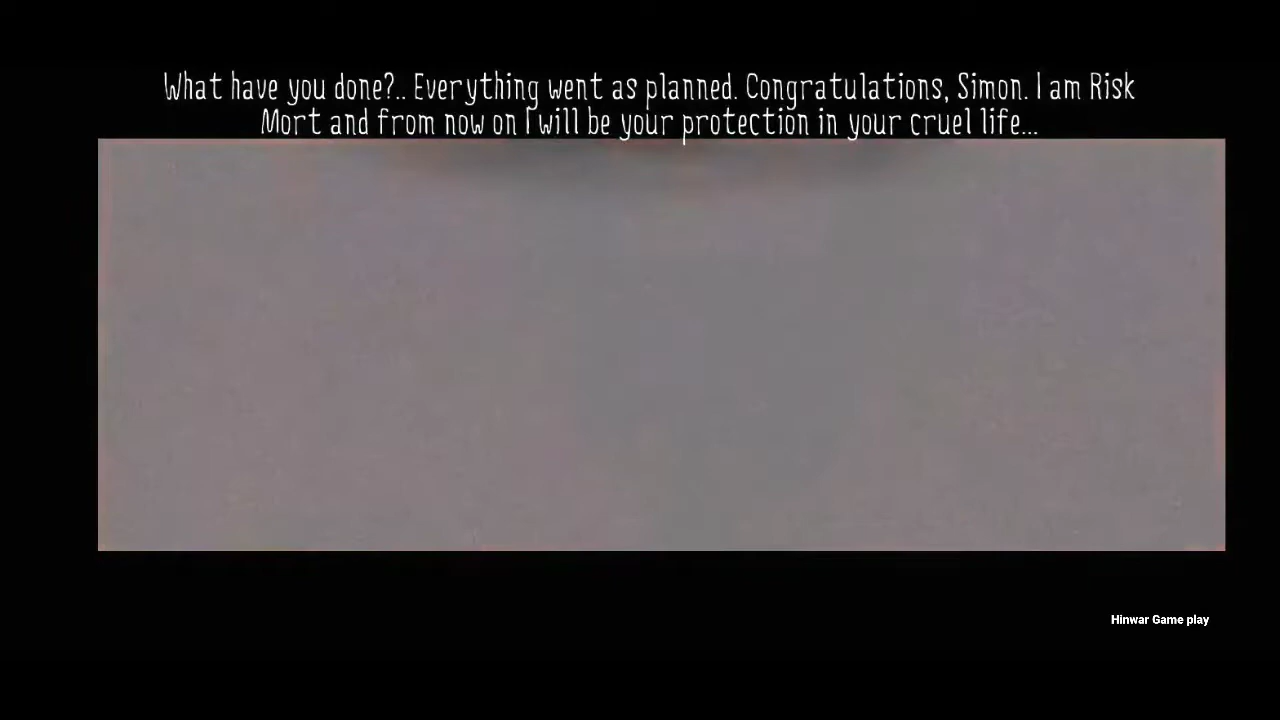 What have you done?.. Everything went as planned. Congratulations, Simon. I am Risk
Mort and from now on I will be your protection in your cruel life...
Hinwar Game play